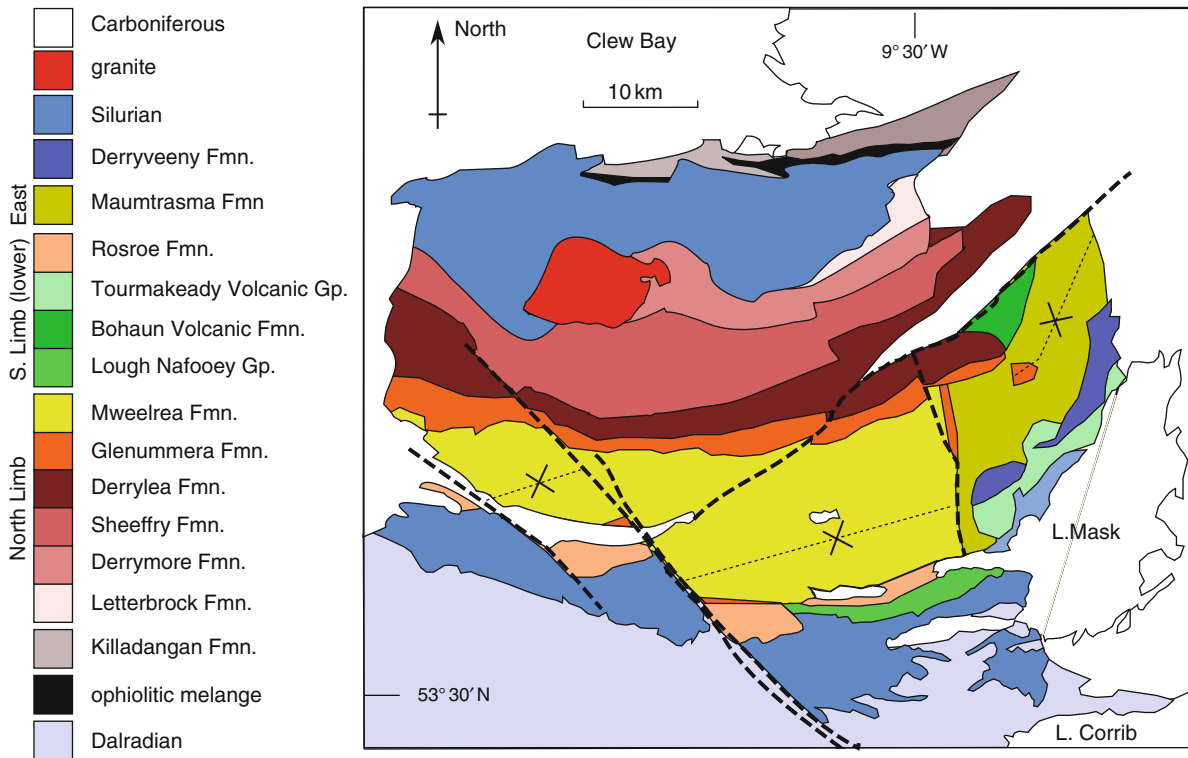 Carboniferous
granite
Silurian
Derryveeny Fmn.
Maumtrasma Fmn
Rosroe Fmn.
Tourmakeady Volcanic Gp.
Bohaun Volcanic Fmn.
Lough Nafooey Gp.
Mweelrea Fmn.
Glenummera Fmn.
Derrylea Fmn.
Sheeffry Fmn.
Derrymore Fmn.
Letterbrock Fmn.
Killadangan Fmn.
ophiolitic melange
Dalradian
East
S. Limb (lower)
North Limb
North
Clew Bay
9° 30′ W
10 km
53° 30′ N
L.Mask
L. Corrib